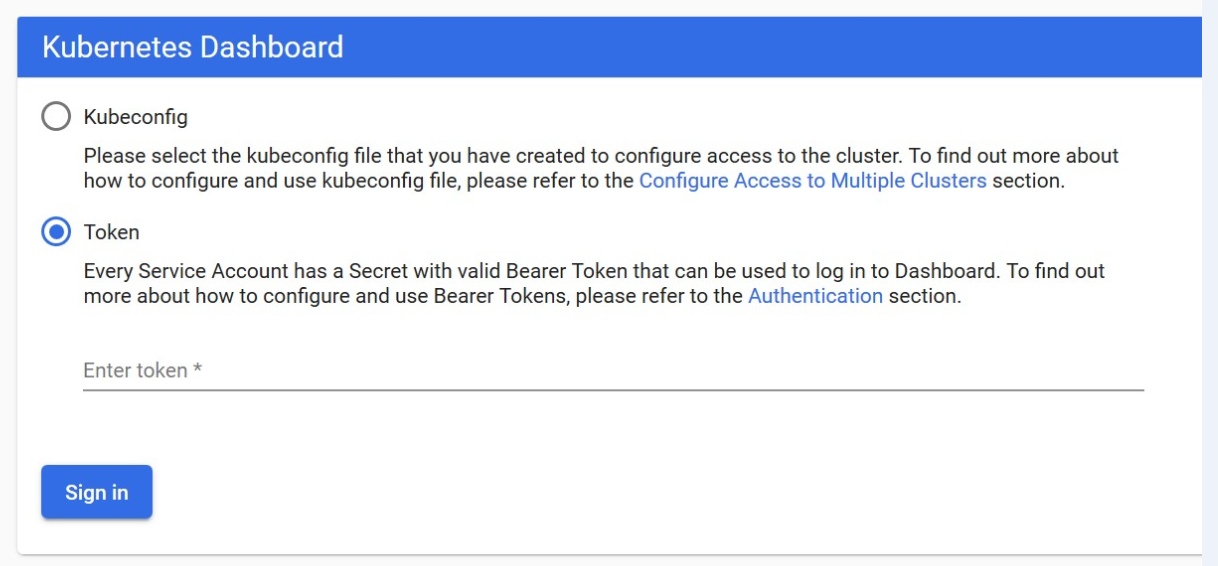 Kubernetes Dashboard
Kubeconfig
Please select the kubeconfig file that you have created to configure access to the cluster. To find out more about
how to configure and use kubeconfig file, please refer to the Configure Access to Multiple Clusters section.
Token
Every Service Account has a Secret with valid Bearer Token that can be used to log in to Dashboard. To find out
more about how to configure and use Bearer Tokens, please refer to the Authentication section.
Enter token *
Sign in